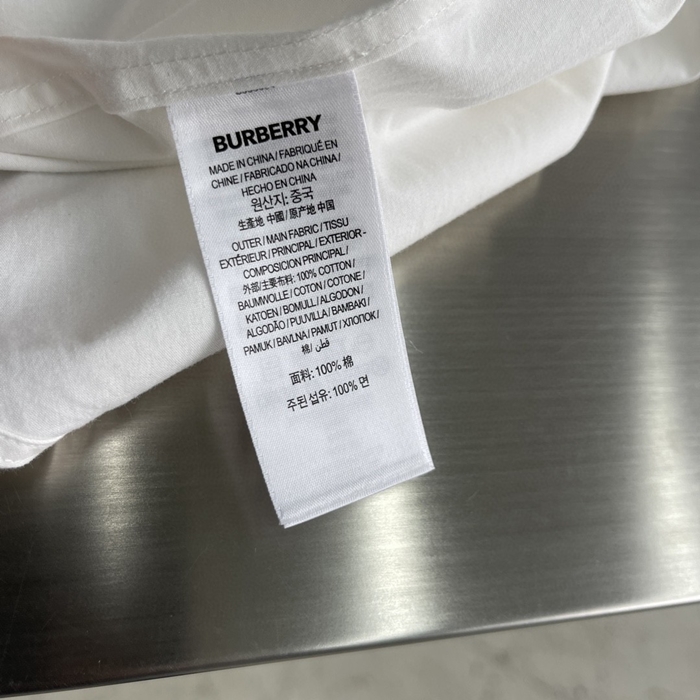 BURBERRY
MADE IN CHINA / FABRIQUÉ EN
CHINE / FABRICADO NA CHINA /
HECHO EN CHINA
원산지: 중국
生產地 中國 / 原产地 中国
OUTER / MAIN FABRIC / TISSU
EXTÉRIEUR / PRINCIPAL / EXTERIOR -
COMPOSICION PRINCIPAL /
外部/主要布料: 100% COTTON /
BAUMWOLLE / COTON / COTONE /
KATOEN / BOMULL / ALGODON /
ALGODÃO / PUUVILLA / BAMBAKI /
PAMUK / BAVLNA / PAMUT / ХЛОПОК /
棉/ قطن
面料: 100% 棉
주된 섬유: 100% 면